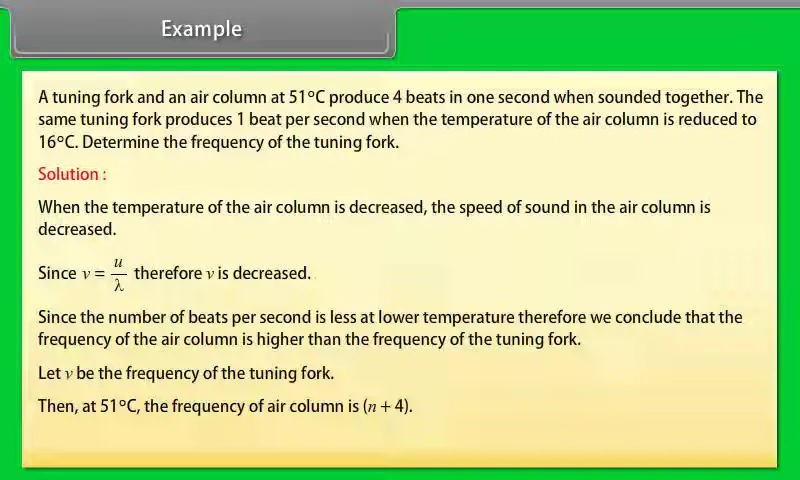 Example
A tuning fork and an air column at 51°C produce 4 beats in one second when sounded together. The
same tuning fork produces 1 beat per second when the temperature of the air column is reduced to
16°C. Determine the frequency of the tuning fork.
Solution :
When the temperature of the air column is decreased, the speed of sound in the air column is
decreased.
Since ν = u/λ therefore ν is decreased.
Since the number of beats per second is less at lower temperature therefore we conclude that the
frequency of the air column is higher than the frequency of the tuning fork.
Let ν be the frequency of the tuning fork.
Then, at 51°C, the frequency of air column is (n + 4).